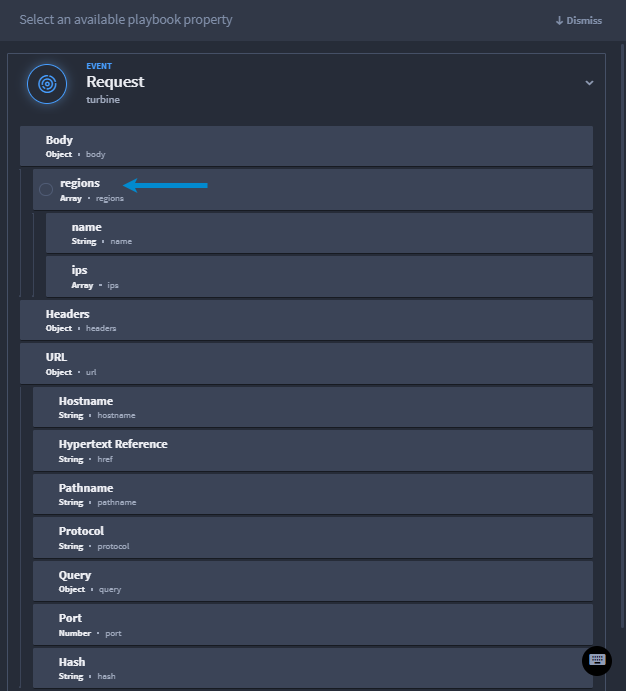 Select an available playbook property
↓ Dismiss
EVENT
Request
turbine
Body
Object • body
regions
Array • regions
name
String • name
ips
Array • ips
Headers
Object • headers
URL
Object • url
Hostname
String • hostname
Hypertext Reference
String • href
Pathname
String • pathname
Protocol
String • protocol
Query
Object • query
Port
Number • port
Hash
String • hash